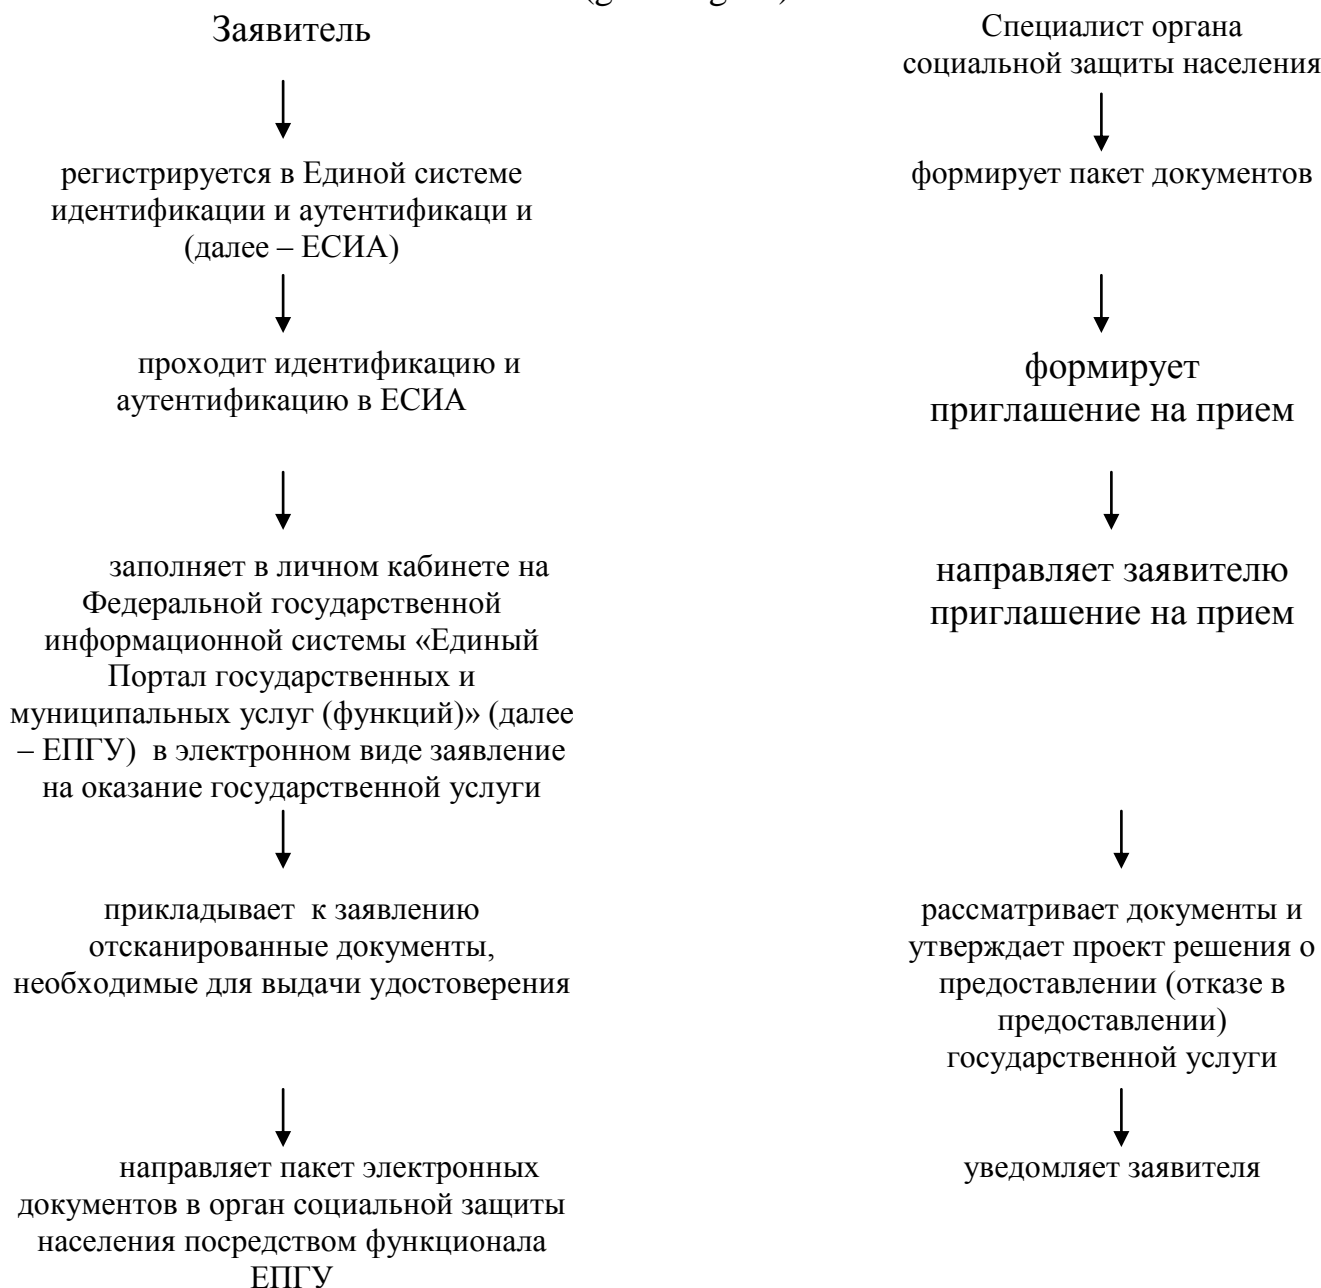 Заявитель
регистрируется в Единой системе
идентификации и аутентификаци и
(далее – ЕСИА)
проходит идентификацию и
аутентификацию в ЕСИА
заполняет в личном кабинете на
Федеральной государственной
информационной системы «Единый
Портал государственных и
муниципальных услуг (функций)» (далее
– ЕПГУ) в электронном виде заявление
на оказание государственной услуги
прикладывает к заявлению
отсканированные документы,
необходимые для выдачи удостоверения
направляет пакет электронных
документов в орган социальной защиты
населения посредством функционала
ЕПГУ
Специалист органа
социальной защиты населения
формирует пакет документов
формирует
приглашение на прием
направляет заявителю
приглашение на прием
рассматривает документы и
утверждает проект решения о
предоставлении (отказе в
предоставлении)
государственной услуги
уведомляет заявителя